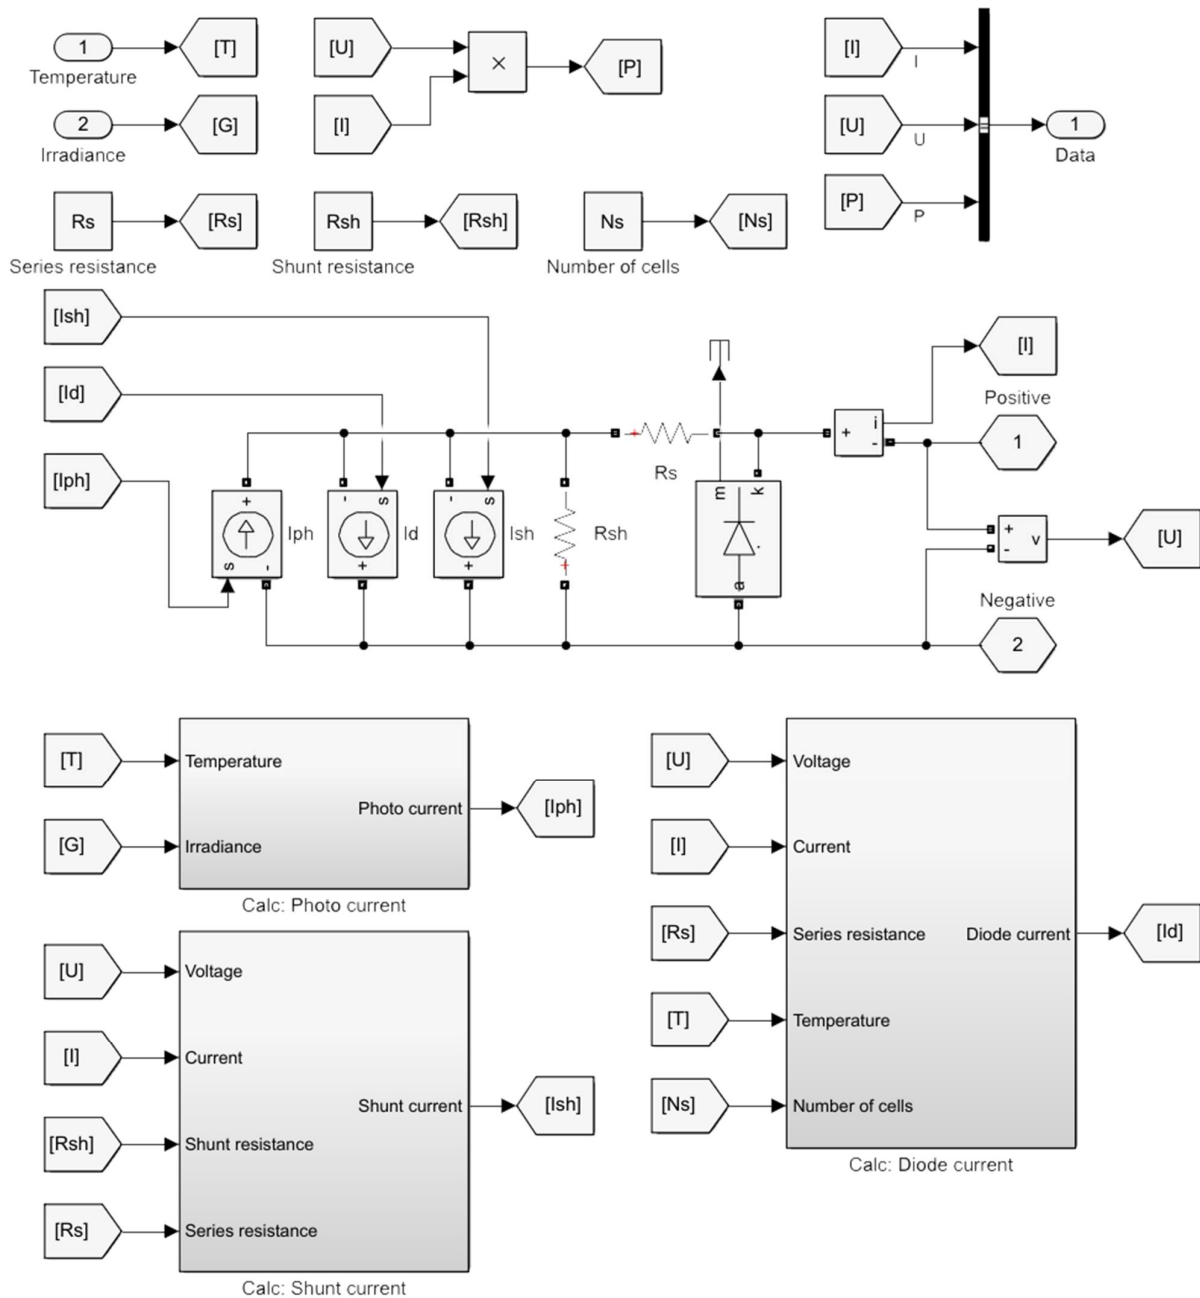 1
[T]
Temperature
2
[G]
Irradiance
[U]
[I]
×
[P]
[I]
I
[U]
U
[P]
P
1
Data
Rs
[Rs]
Series resistance
Rsh
[Rsh]
Shunt resistance
Ns
[Ns]
Number of cells
[Ish]
[Id]
[Iph]
+
s
-
Iph
-
s
+
Id
-
s
+
Ish
+
Rsh
+
Rs
m
k
a
+
i
-
[I]
Positive
1
+
-
v
[U]
Negative
2
[T]
Temperature
[G]
Irradiance
Photo current
[Iph]
Calc: Photo current
[U]
Voltage
[I]
Current
[Rsh]
Shunt resistance
[Rs]
Series resistance
Shunt current
[Ish]
Calc: Shunt current
[U]
Voltage
[I]
Current
[Rs]
Series resistance
[T]
Temperature
[Ns]
Number of cells
Diode current
[Id]
Calc: Diode current